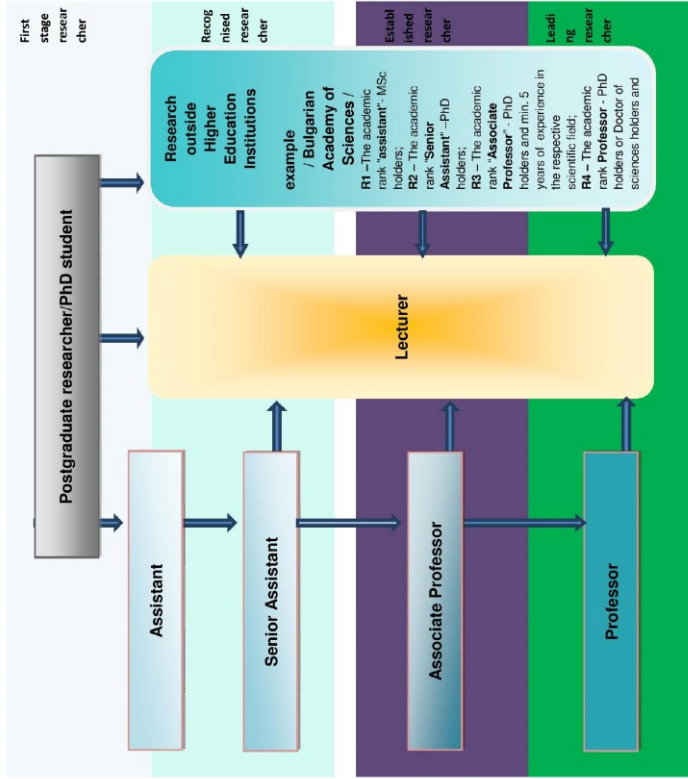 First
stage
resear
cher
Recog
nised
resear
cher
Establ
ished
resear
cher
Leadi
ng
resear
cher
Postgraduate researcher/PhD student
Assistant
Senior Assistant
Associate Professor
Professor
Lecturer
Research
outside
Higher
Education
Institutions
example
/ Bulgarian
Academy of
Sciences /
R1 – The academic
rank "assistant"- MSc
holders;
R2 – The academic
rank "Senior
Assistant" –PhD
holders;
R3 – The academic
rank "Associate
Professor" - PhD
holders and min. 5
years of experience in
the respective
scientific field;
R4 – The academic
rank Professor - PhD
holders or Doctor of
sciences holders and